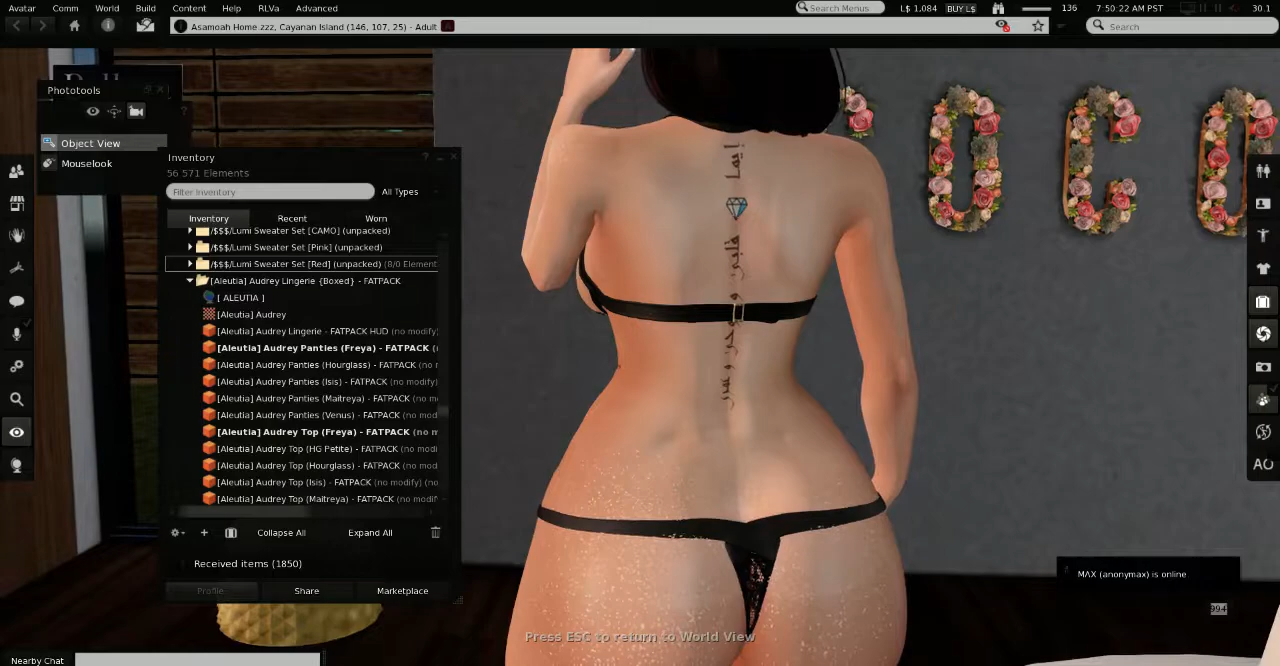 Avatar Comm World Build Content Help RLVa Advanced
Search Menus L$ 1,084 BUY L$ 136 7:50:22 AM PST 30.1
Asamoah Home zzz, Cayanan Island (146, 107, 25) - Adult A
Search
Phototools
Object View
Mouselook
Inventory
56 571 Elements
Filter Inventory
All Types
Inventory Recent Worn
/$$$/Lumi Sweater Set [CAMO] (unpacked)
/$$$/Lumi Sweater Set [Pink] (unpacked)
/$$$/Lumi Sweater Set [Red] (unpacked) (8/0 Element
[Aleutia] Audrey Lingerie {Boxed} - FATPACK
[ ALEUTIA ]
[Aleutia] Audrey
[Aleutia] Audrey Lingerie - FATPACK HUD (no modify)
[Aleutia] Audrey Panties (Freya) - FATPACK (
[Aleutia] Audrey Panties (Hourglass) - FATPACK (no r
[Aleutia] Audrey Panties (Isis) - FATPACK (no modify)
[Aleutia] Audrey Panties (Maitreya) - FATPACK (no m
[Aleutia] Audrey Panties (Venus) - FATPACK (no mod
[Aleutia] Audrey Top (Freya) - FATPACK (no m
[Aleutia] Audrey Top (HG Petite) - FATPACK (no mod
[Aleutia] Audrey Top (Hourglass) - FATPACK (no mod
[Aleutia] Audrey Top (Isis) - FATPACK (no modify) (no
[Aleutia] Audrey Top (Maitreya) - FATPACK (no modif
Collapse All Expand All
Received items (1850)
Profile Share Marketplace
O C O
AO
MAX (anonymax) is online
994
Press ESC to return to World View
Nearby Chat